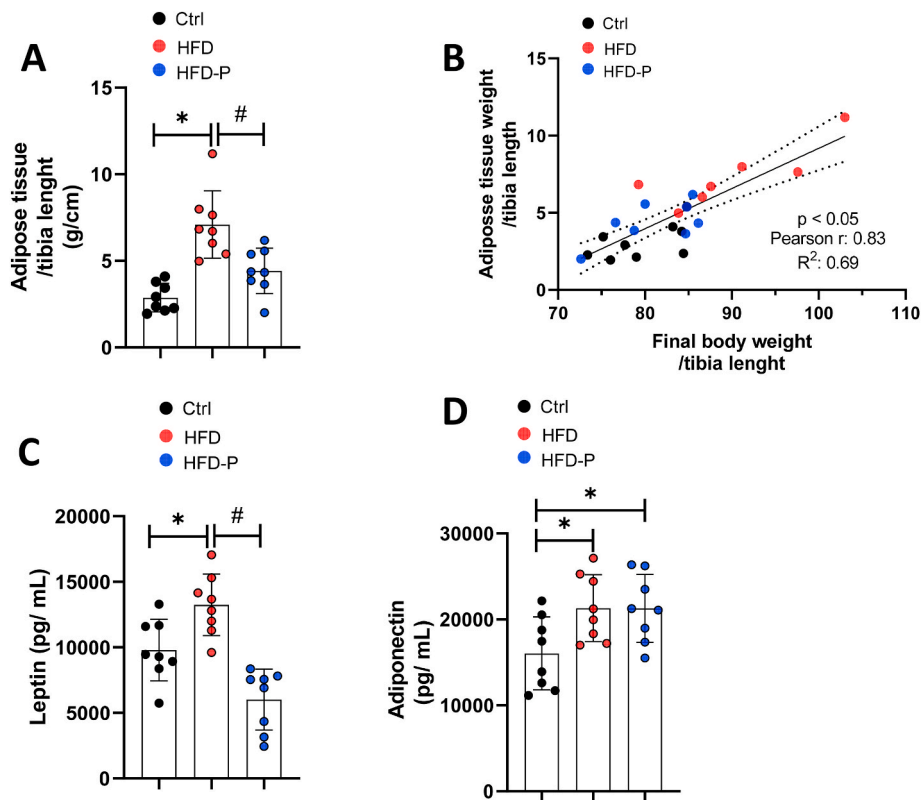 A
Ctrl
HFD
HFD-P
Adipose tissue
/tibia lenght
(g/cm)
15
10
5
0
*
#
B
Ctrl
HFD
HFD-P
Adipose tissue weight
/tibia length
15
10
5
0
p < 0.05
Pearson r: 0.83
R²: 0.69
70
80
90
100
110
Final body weight
/tibia lenght
C
Ctrl
HFD
HFD-P
Leptin (pg/ mL)
20000
15000
10000
5000
0
*
#
D
Ctrl
HFD
HFD-P
Adiponectin
(pg/ mL)
30000
20000
10000
0
*
*